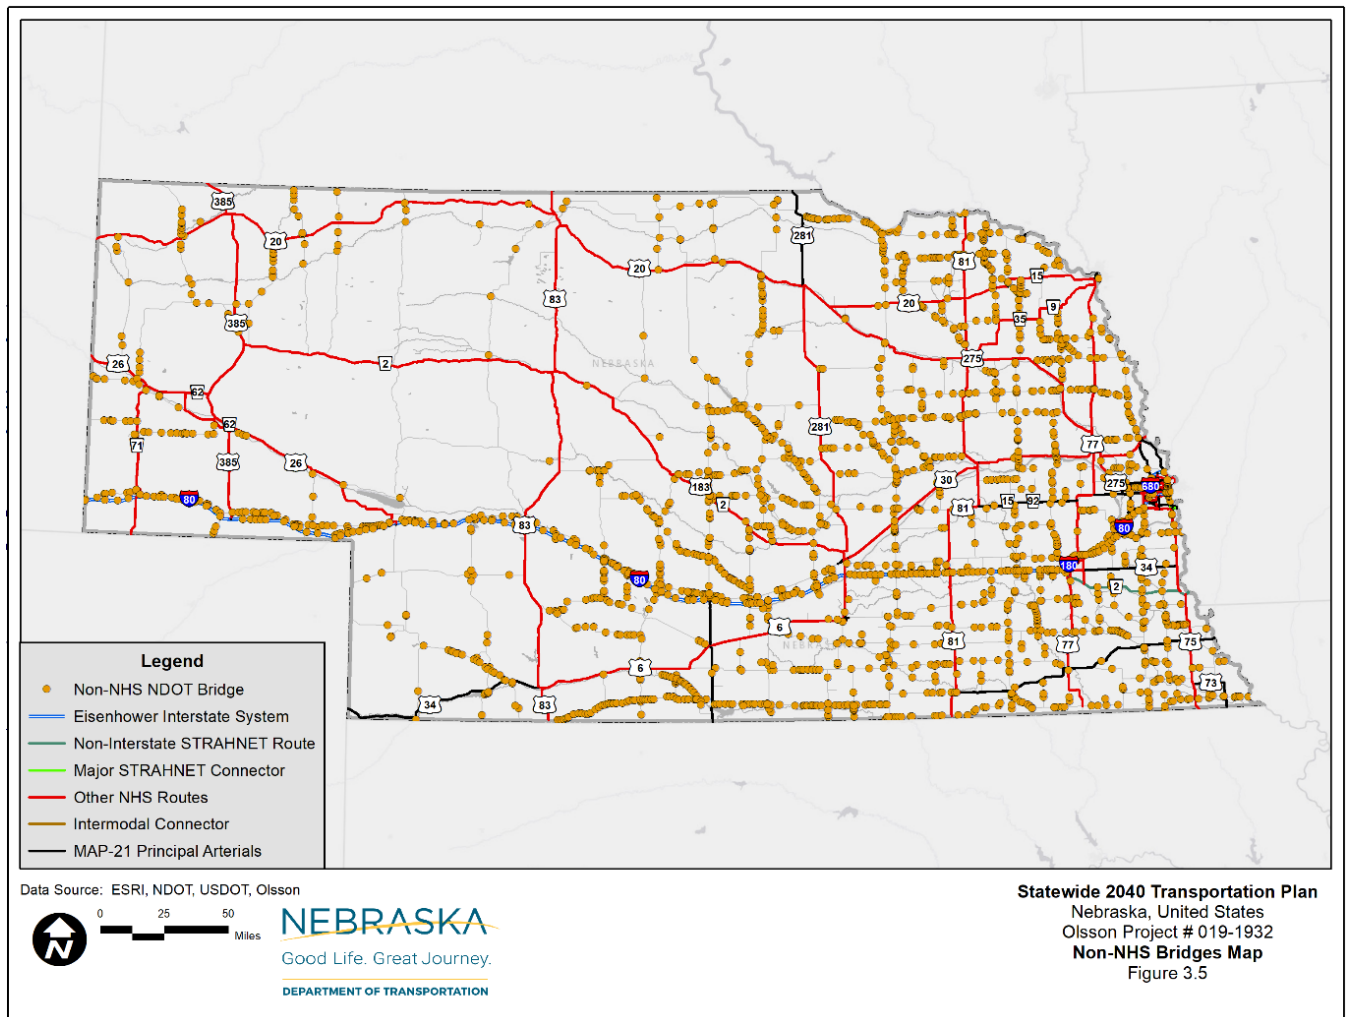 385
20
281
20
81
15
83
20
9
35
385
26
2
275
62
62
281
77
71
385
26
30
275
680
183
80
2
81
15
92
83
80
180
34
80
2
6
81
77
75
6
73
34
83
NEBRASKA
Legend
Non-NHS NDOT Bridge
Eisenhower Interstate System
Non-Interstate STRAHNET Route
Major STRAHNET Connector
Other NHS Routes
Intermodal Connector
MAP-21 Principal Arterials
Data Source: ESRI, NDOT, USDOT, Olsson
0 25 50
Miles
N
NEBRASKA
Good Life. Great Journey.
DEPARTMENT OF TRANSPORTATION
Statewide 2040 Transportation Plan
Nebraska, United States
Olsson Project # 019-1932
Non-NHS Bridges Map
Figure 3.5